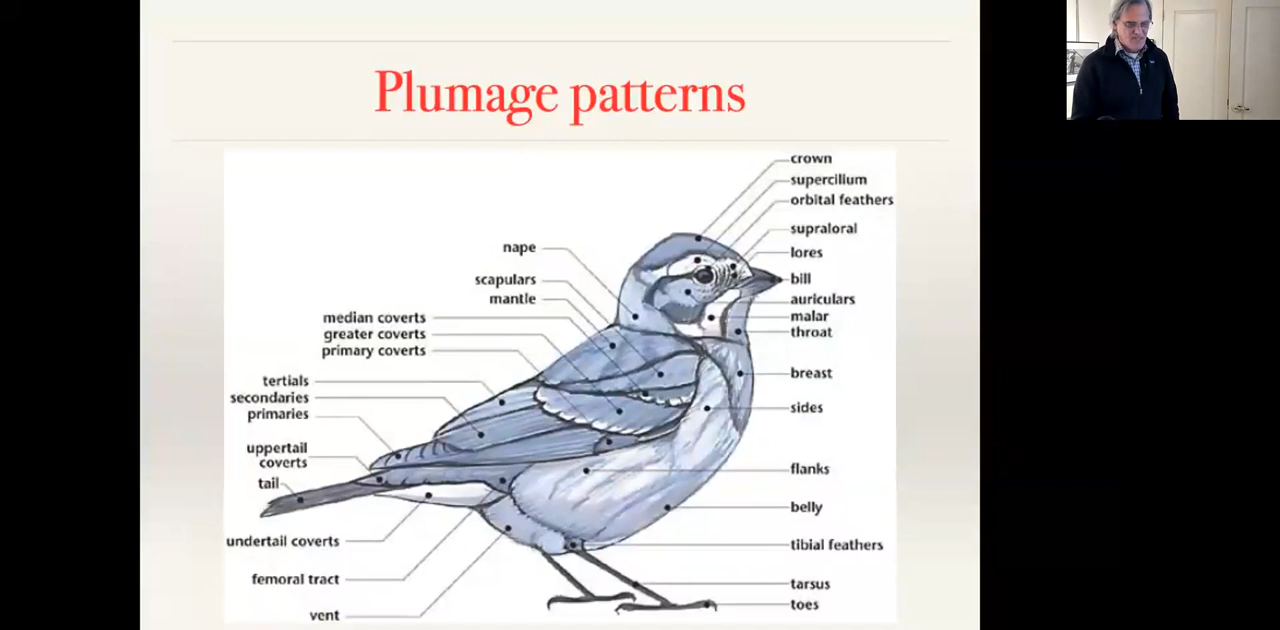 Plumage patterns
crown
supercilium
orbital feathers
supraloral
lores
bill
auriculars
malar
throat
breast
sides
flanks
belly
tibial feathers
tarsus
toes
nape
scapulars
mantle
median coverts
greater coverts
primary coverts
tertials
secondaries
primaries
uppertail
coverts
tail
undertail coverts
femoral tract
vent